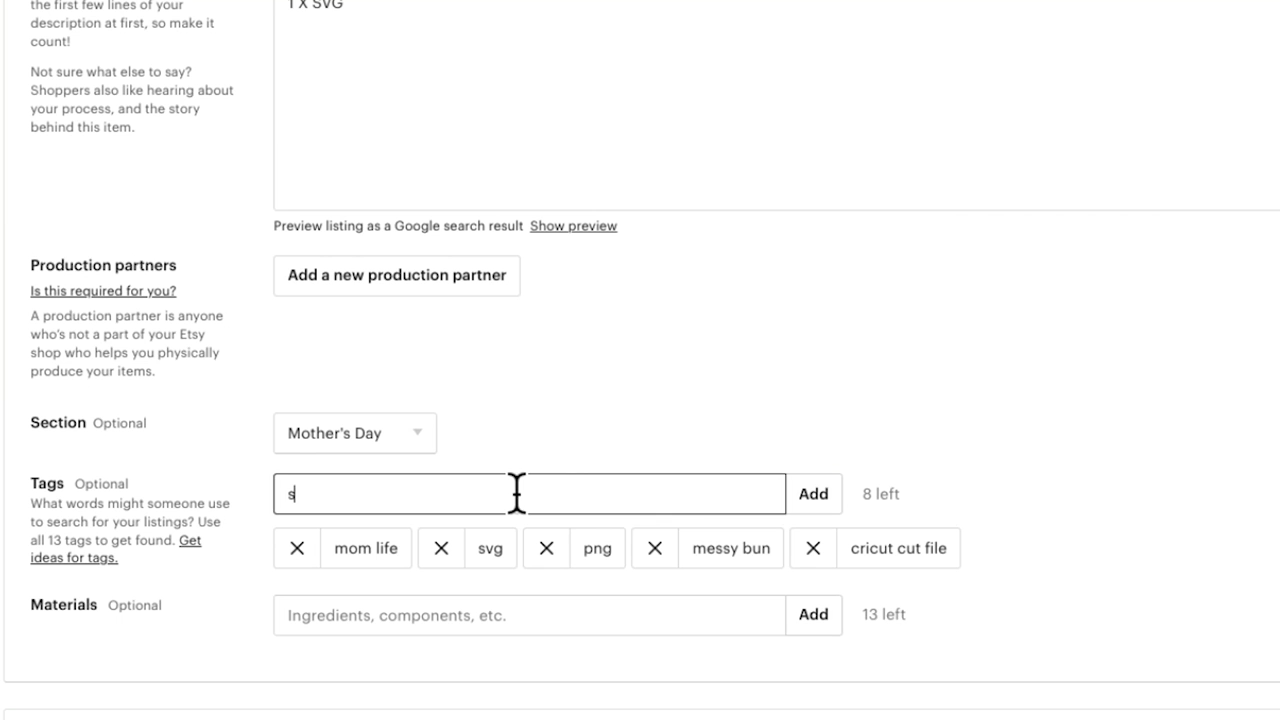 the first few lines of your
description at first, so make it
count!
Not sure what else to say?
Shoppers also like hearing about
your process, and the story
behind this item.
1 X SVG
Preview listing as a Google search result Show preview
Production partners
Is this required for you?
A production partner is anyone
who's not a part of your Etsy
shop who helps you physically
produce your items.
Add a new production partner
Section Optional
Mother's Day
Tags Optional
What words might someone use
to search for your listings? Use
all 13 tags to get found. Get
ideas for tags.
s
Add
8 left
mom life
svg
png
messy bun
cricut cut file
Materials Optional
Ingredients, components, etc.
Add
13 left